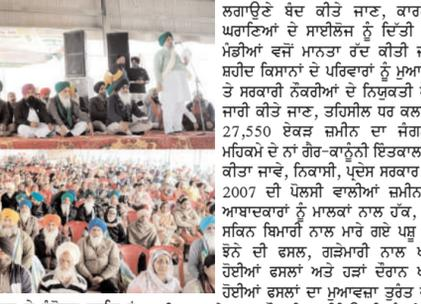 ਲਗਾਉਣੇ ਬੰਦ ਕੀਤੇ ਜਾਣ, ਕਾਰ
ਘਰਾਣਿਆਂ ਦੇ ਸਾਈਲੋਜ ਨੂੰ ਦਿੱਤੀ
ਮੰਡੀਆਂ ਵਜੋਂ ਮਾਨਤਾ ਰੱਦ ਕੀਤੀ ਜ
ਸ਼ਹੀਦ ਕਿਸਾਨਾਂ ਦੇ ਪਰਿਵਾਰਾਂ ਨੂੰ ਮੁਆ
ਤੇ ਸਰਕਾਰੀ ਨੌਕਰੀਆਂ ਦੇ ਨਿਯੁਕਤੀ
ਜਾਰੀ ਕੀਤੇ ਜਾਣ, ਤਹਿਸੀਲ ਧਰ ਕਲ
27,550 ਏਕੜ ਜ਼ਮੀਨ ਦਾ ਜੰਗ
ਮਹਿਕਮੇ ਦੇ ਨਾਂ ਗੈਰ-ਕਾਨੂੰਨੀ ਇੰਤਕਾਲ
ਕੀਤਾ ਜਾਵੇ, ਨਿਕਾਸੀ, ਪ੍ਰਦੇਸ ਸਰਕਾਰ
2007 ਦੀ ਪੋਲਸੀ ਵਾਲੀਆਂ ਜ਼ਮੀਨ
ਆਬਾਦਕਾਰਾਂ ਨੂੰ ਮਾਲਕਾਂ ਨਾਲ ਹੱਕ,
ਸਕਿਨ ਬਿਮਾਰੀ ਨਾਲ ਮਾਰੇ ਗਏ ਪਸ਼ੂ
ਝੋਨੇ ਦੀ ਫਸਲ, ਗੜੇਮਾਰੀ ਨਾਲ ਖ
ਹੋਈਆਂ ਫਸਲਾਂ ਅਤੇ ਹੜਾਂ ਦੌਰਾਨ ਖ
ਹੋਈਆਂ ਫਸਲਾਂ ਦਾ ਮੁਆਵਜ਼ਾ ਤੁਰੰਤ